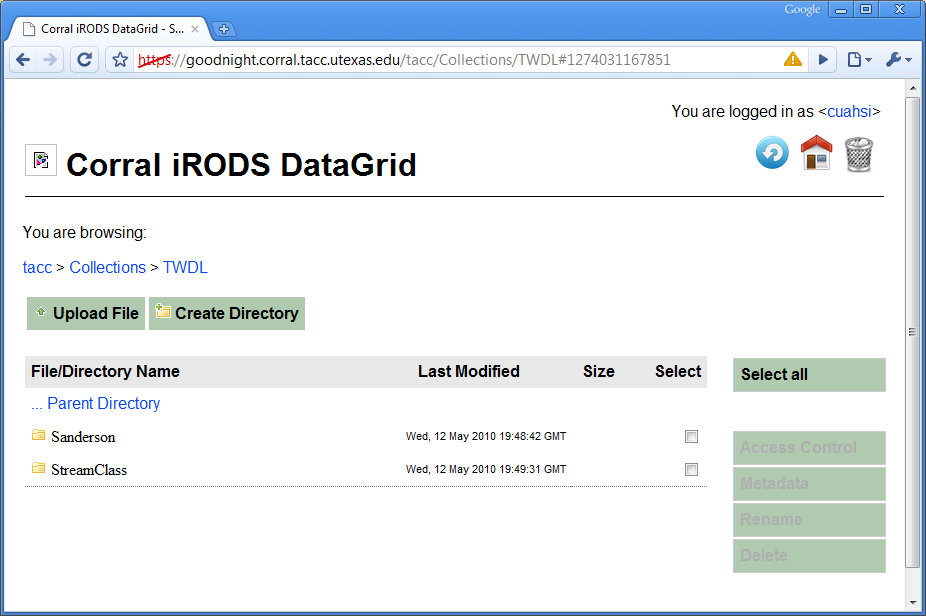 Google
Corral iRODS DataGrid - S...
https://goodnight.corral.tacc.utexas.edu/tacc/Collections/TWDL#1274031167851
You are logged in as <cuahsi>
Corral iRODS DataGrid
You are browsing:
tacc > Collections > TWDL
Upload File Create Directory
File/Directory Name Last Modified Size Select
... Parent Directory
Sanderson Wed, 12 May 2010 19:48:42 GMT
StreamClass Wed, 12 May 2010 19:49:31 GMT
Select all
Access Control
Metadata
Rename
Delete